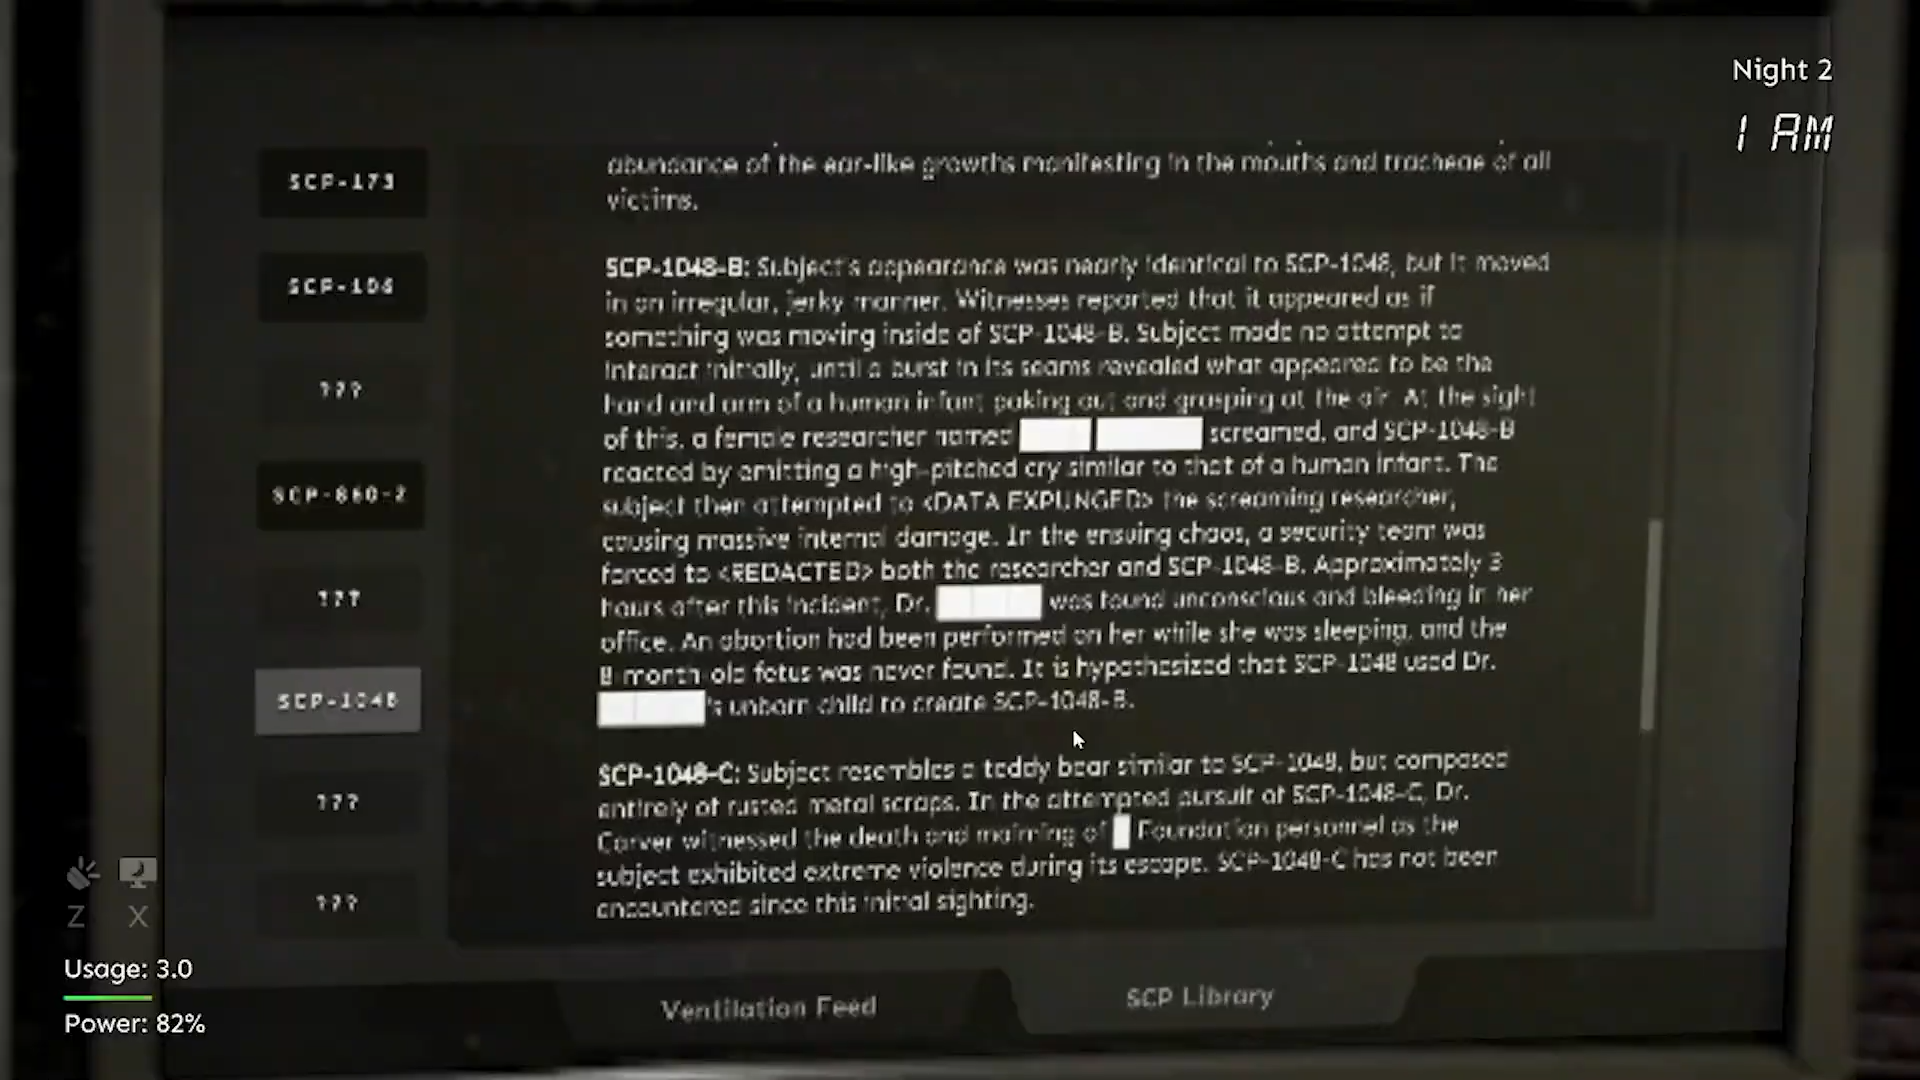 Night 2
1 AM
SCP-173
SCP-106
???
SCP-860-2
???
SCP-1048
???
???
abundance of the ear-like growths manifesting in the mouths and tracheae of all
victims.
SCP-1048-B: Subject's appearance was nearly identical to SCP-1048, but it moved
in an irregular, jerky manner. Witnesses reported that it appeared as if
something was moving inside of SCP-1048-B. Subject made no attempt to
interact initially, until a burst in its seams revealed what appeared to be the
hand and arm of a human infant poking out and grasping at the air. At the sight
of this, a female researcher named screamed, and SCP-1048-B
reacted by emitting a high-pitched cry similar to that of a human infant. The
subject then attempted to <DATA EXPUNGED> the screaming researcher,
causing massive internal damage. In the ensuing chaos, a security team was
forced to <REDACTED> both the researcher and SCP-1048-B. Approximately 3
hours after this incident, Dr. was found unconscious and bleeding in her
office. An abortion had been performed on her while she was sleeping, and the
8-month-old fetus was never found. It is hypothesized that SCP-1048 used Dr.
's unborn child to create SCP-1048-B.
SCP-1048-C: Subject resembles a teddy bear similar to SCP-1048, but composed
entirely of rusted metal scraps. In the attempted pursuit of SCP-1048-C, Dr.
Carver witnessed the death and maiming of Foundation personnel as the
subject exhibited extreme violence during its escape. SCP-1048-C has not been
encountered since this initial sighting.
Z X
Usage: 3.0
Power: 82%
Ventilation Feed
SCP Library